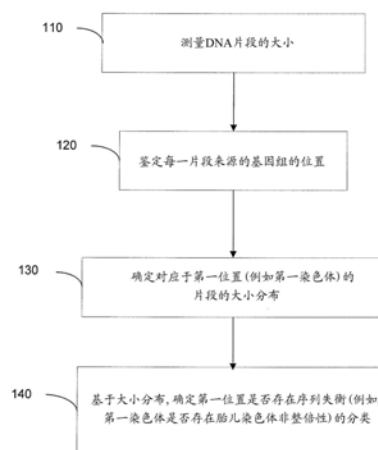 110
测量DNA片段的大小
120
鉴定每一片段来源的基因组的位置
130
确定对应于第一位置(例如第一染色体)的
片段的大小分布
140
基于大小分布,确定第一位置是否存在序列失衡(例如
第一染色体是否存在胎儿染色体非整倍性)的分类